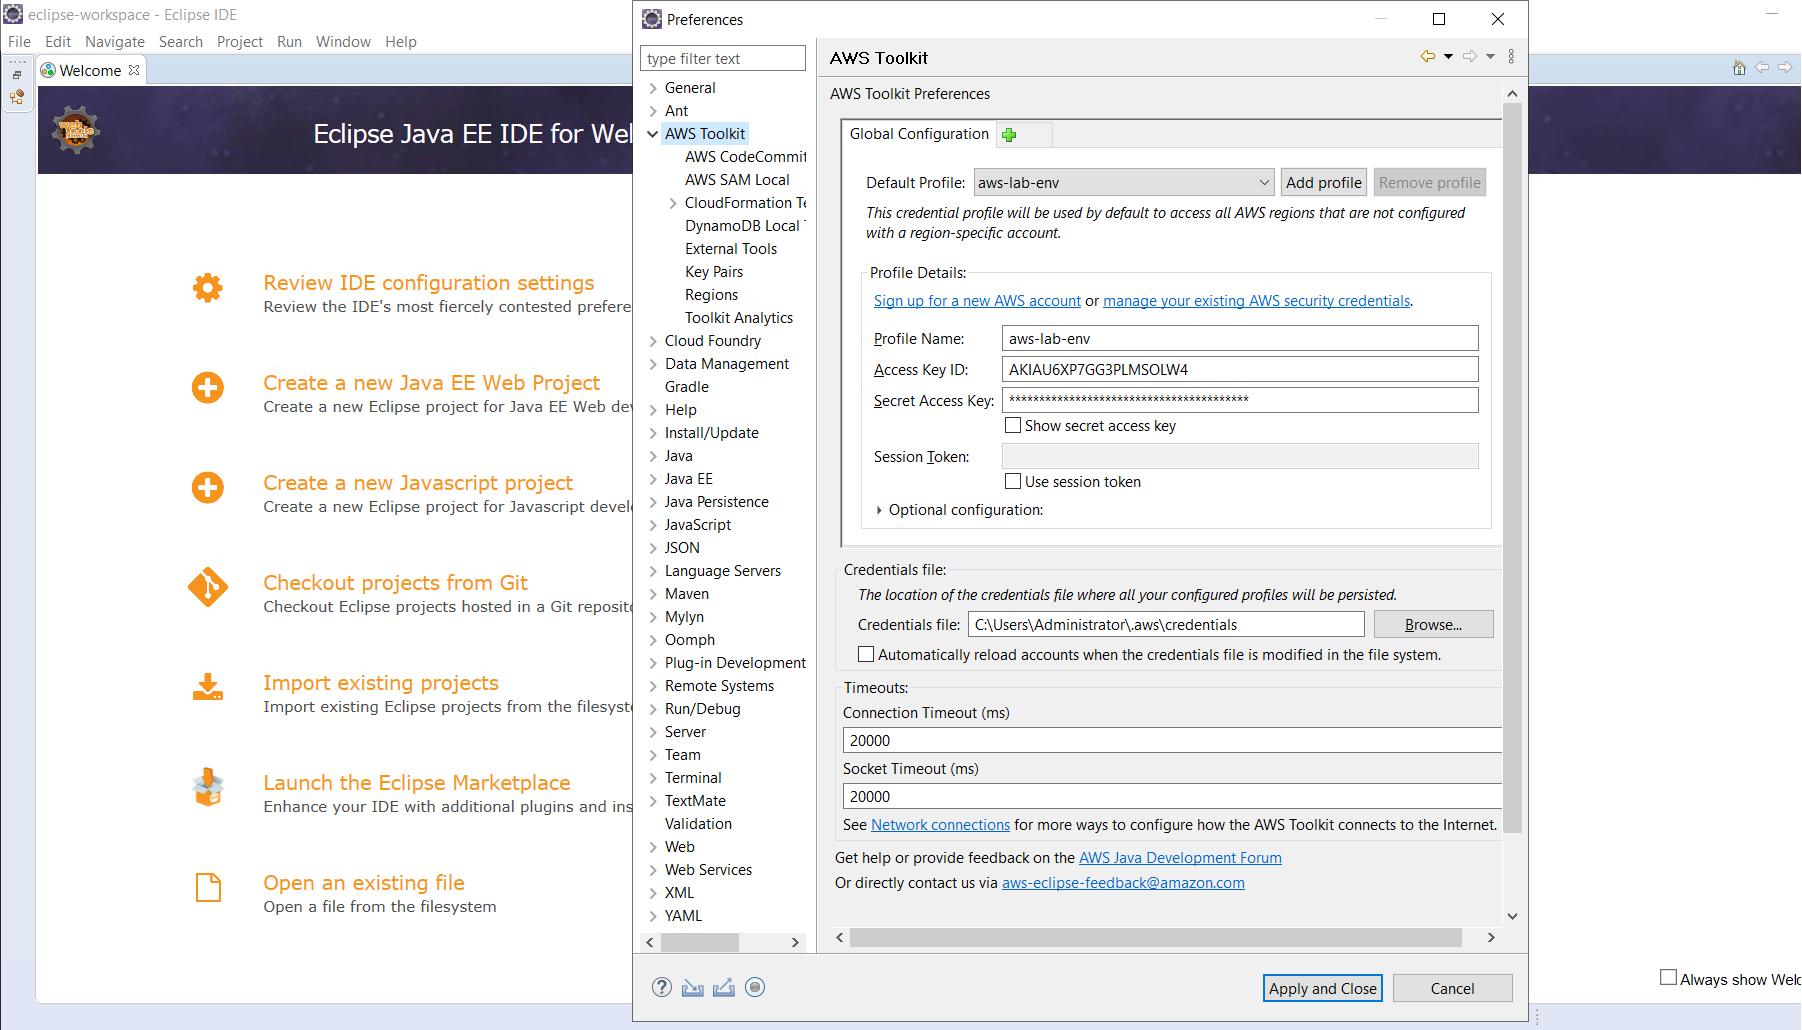 eclipse-workspace - Eclipse IDE
File Edit Navigate Search Project Run Window Help
Welcome
Eclipse Java EE IDE for We
Review IDE configuration settings
Review the IDE's most fiercely contested prefere
Create a new Java EE Web Project
Create a new Eclipse project for Java EE Web dev
Create a new Javascript project
Create a new Eclipse project for Javascript devel
Checkout projects from Git
Checkout Eclipse projects hosted in a Git reposito
Import existing projects
Import existing Eclipse projects from the filesyst
Launch the Eclipse Marketplace
Enhance your IDE with additional plugins and ins
Open an existing file
Open a file from the filesystem
Preferences
type filter text
General
Ant
AWS Toolkit
AWS CodeCommit
AWS SAM Local
CloudFormation Te
DynamoDB Local
External Tools
Key Pairs
Regions
Toolkit Analytics
Cloud Foundry
Data Management
Gradle
Help
Install/Update
Java
Java EE
Java Persistence
JavaScript
JSON
Language Servers
Maven
Mylyn
Oomph
Plug-in Development
Remote Systems
Run/Debug
Server
Team
Terminal
TextMate
Validation
Web
Web Services
XML
YAML
AWS Toolkit
AWS Toolkit Preferences
Global Configuration
Default Profile: aws-lab-env Add profile Remove profile
This credential profile will be used by default to access all AWS regions that are not configured
with a region-specific account.
Profile Details:
Sign up for a new AWS account or manage your existing AWS security credentials.
Profile Name: aws-lab-env
Access Key ID: AKIAU6XP7GG3PLMSOLW4
Secret Access Key: ****************************************
Show secret access key
Session Token:
Use session token
Optional configuration:
Credentials file:
The location of the credentials file where all your configured profiles will be persisted.
Credentials file: C:\Users\Administrator\.aws\credentials Browse...
Automatically reload accounts when the credentials file is modified in the file system.
Timeouts:
Connection Timeout (ms)
20000
Socket Timeout (ms)
20000
See Network connections for more ways to configure how the AWS Toolkit connects to the Internet.
Get help or provide feedback on the AWS Java Development Forum
Or directly contact us via aws-eclipse-feedback@amazon.com
Apply and Close Cancel
Always show Welc